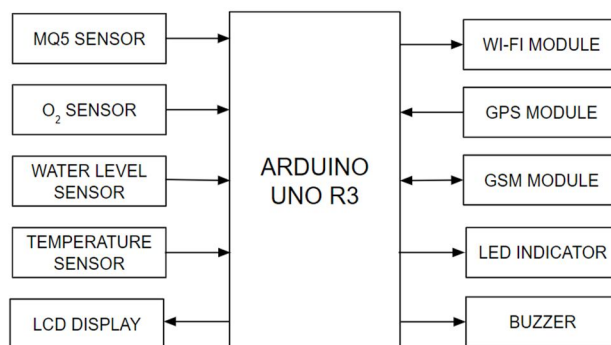 MQ5 SENSOR
O₂ SENSOR
WATER LEVEL
SENSOR
TEMPERATURE
SENSOR
LCD DISPLAY
ARDUINO
UNO R3
WI-FI MODULE
GPS MODULE
GSM MODULE
LED INDICATOR
BUZZER